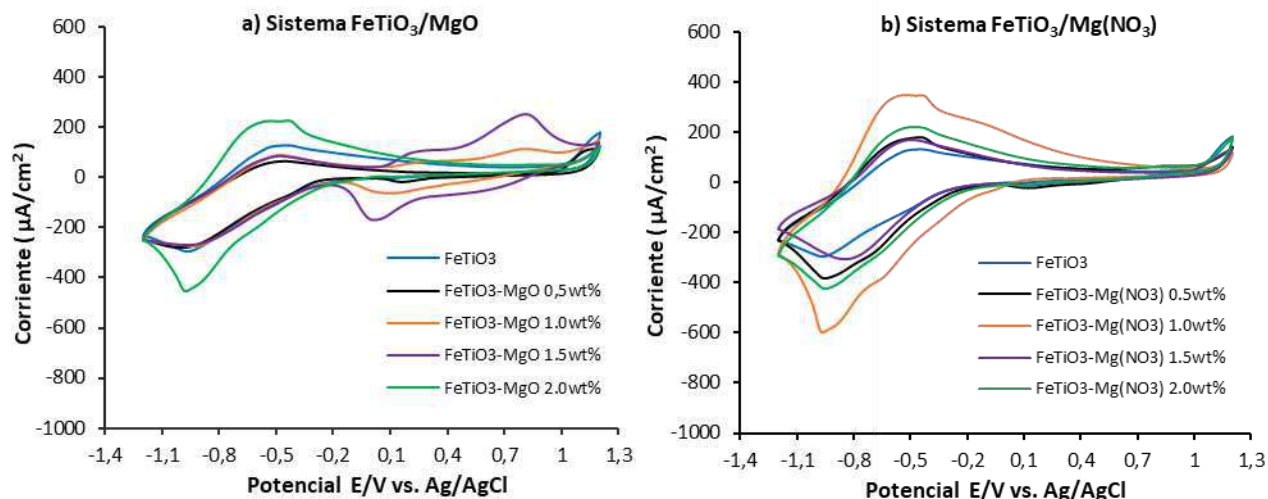 a) Sistema FeTiO₃/MgO
600
400
200
0
-200
-400
-600
-800
-1000
Corriente ( µA/cm²)
FeTiO3
FeTiO3-MgO 0,5wt%
FeTiO3-MgO 1.0wt%
FeTiO3-MgO 1.5wt%
FeTiO3-MgO 2.0wt%
-1,4 -1,1 -0,8 -0,5 -0,2 0,1 0,4 0,7 1 1,3
Potencial E/V vs. Ag/AgCl
b) Sistema FeTiO₃/Mg(NO₃)
600
400
200
0
-200
-400
-600
-800
-1000
Corriente ( µA/cm²)
FeTiO3
FeTiO3-Mg(NO3) 0.5wt%
FeTiO3-Mg(NO3) 1.0wt%
FeTiO3-Mg(NO3) 1.5wt%
FeTiO3-Mg(NO3) 2.0wt%
-1,4 -1,1 -0,8 -0,5 -0,2 0,1 0,4 0,7 1 1,3
Potencial E/V vs. Ag/AgCl